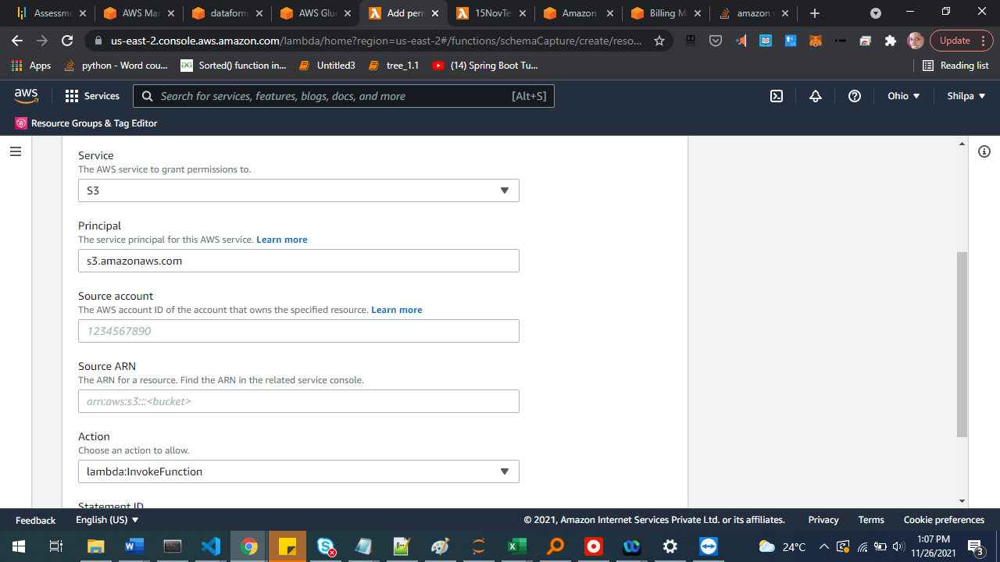 Assessme
AWS Mar
dataform
AWS Glu
Add perm
15NovTe
Amazon
Billing M
amazon
us-east-2.console.aws.amazon.com/lambda/home?region=us-east-2#/functions/schemaCapture/create/reso...
Update
Apps
python - Word cou...
Sorted() function in...
Untitled3
tree_1.1
(14) Spring Boot Tu...
Reading list
aws
Services
Search for services, features, blogs, docs, and more
[Alt+S]
Ohio
Shilpa
Resource Groups & Tag Editor
Service
The AWS service to grant permissions to.
S3
Principal
The service principal for this AWS service. Learn more
s3.amazonaws.com
Source account
The AWS account ID of the account that owns the specified resource. Learn more
1234567890
Source ARN
The ARN for a resource. Find the ARN in the related service console.
arn:aws:s3:::<bucket>
Action
Choose an action to allow.
lambda:InvokeFunction
Statement ID
Feedback
English (US)
© 2021, Amazon Internet Services Private Ltd. or its affiliates.
Privacy
Terms
Cookie preferences
24°C
1:07 PM
11/26/2021
3